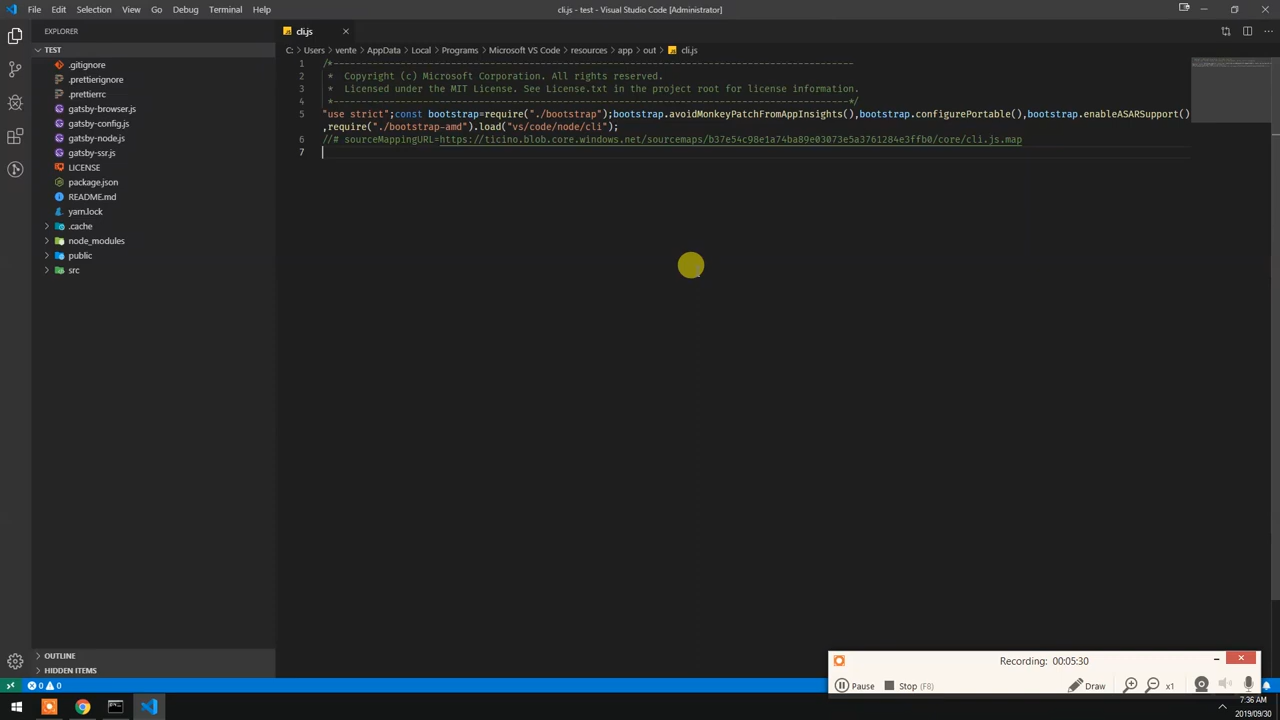 File Edit Selection View Go Debug Terminal Help
cli.js - test - Visual Studio Code [Administrator]
EXPLORER
TEST
.gitignore
.prettierignore
.prettierrc
gatsby-browser.js
gatsby-config.js
gatsby-node.js
gatsby-ssr.js
LICENSE
package.json
README.md
yarn.lock
.cache
node_modules
public
src
OUTLINE
HIDDEN ITEMS
cli.js
C: > Users > vente > AppData > Local > Programs > Microsoft VS Code > resources > app > out > cli.js
1 /*---------------------------------------------------------------------------------------------
2 * Copyright (c) Microsoft Corporation. All rights reserved.
3 * Licensed under the MIT License. See License.txt in the project root for license information.
4 *--------------------------------------------------------------------------------------------*/
5 "use strict";const bootstrap=require("./bootstrap");bootstrap.avoidMonkeyPatchFromAppInsights(),bootstrap.configurePortable(),bootstrap.enableASARSupport()
,require("./bootstrap-amd").load("vs/code/node/cli");
6 //# sourceMappingURL=https://ticino.blob.core.windows.net/sourcemaps/b37e54c98e1a74ba89e03073e5a3761284e3ffb0/core/cli.js.map
7
Recording: 00:05:30
Pause Stop (F8) Draw x1
0 0
7:36 AM
2019/09/30